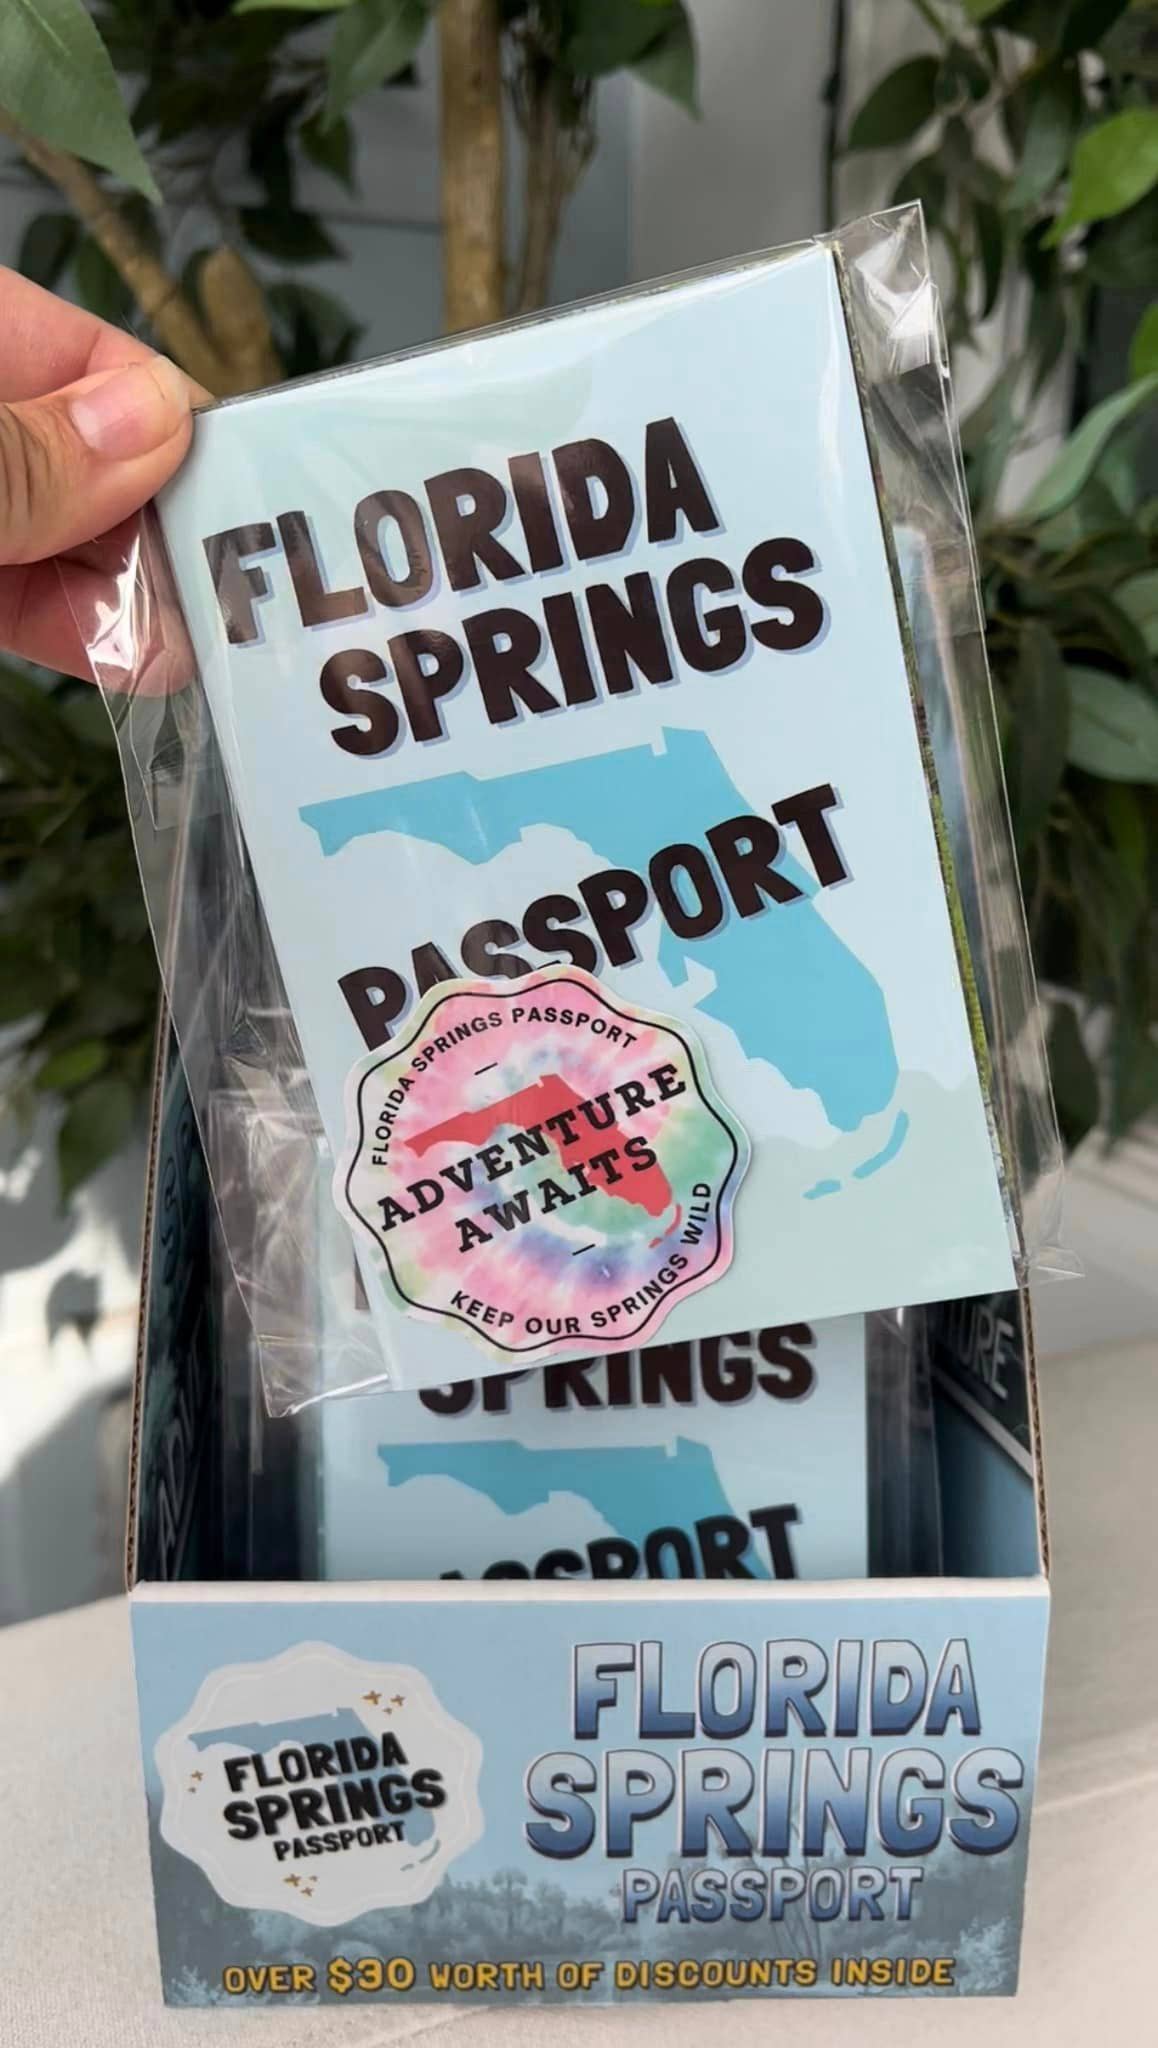 FLORIDA
SPRINGS
PASSPORT
FLORIDA SPRINGS PASSPORT
ADVENTURE
AWAITS
KEEP OUR SPRINGS WILD
SPRINGS
PASSPORT
FLORIDA
SPRINGS
PASSPORT
FLORIDA
SPRINGS
PASSPORT
OVER $30 WORTH OF DISCOUNTS INSIDE